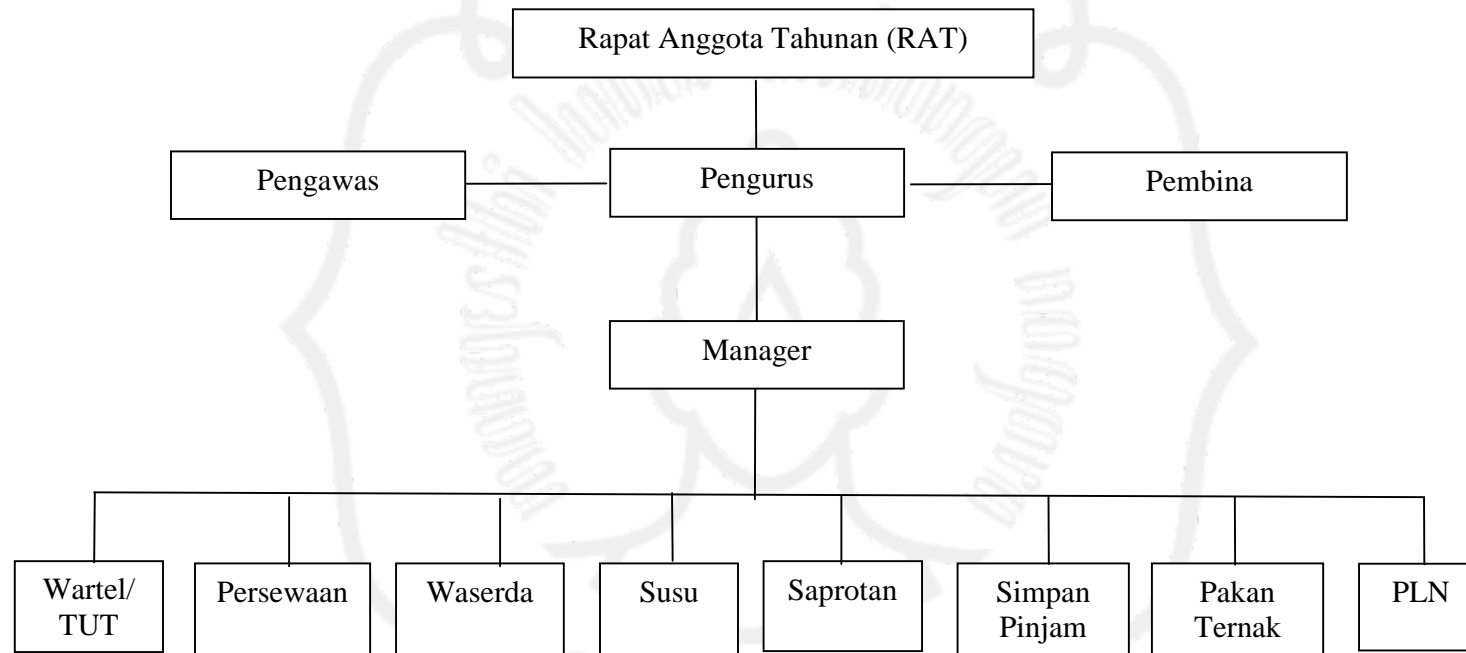 Rapat Anggota Tahunan (RAT)
Pengawas
Pengurus
Pembina
Manager
Wartel/
TUT
Persewaan
Waserda
Susu
Saprotan
Simpan
Pinjam
Pakan
Ternak
PLN